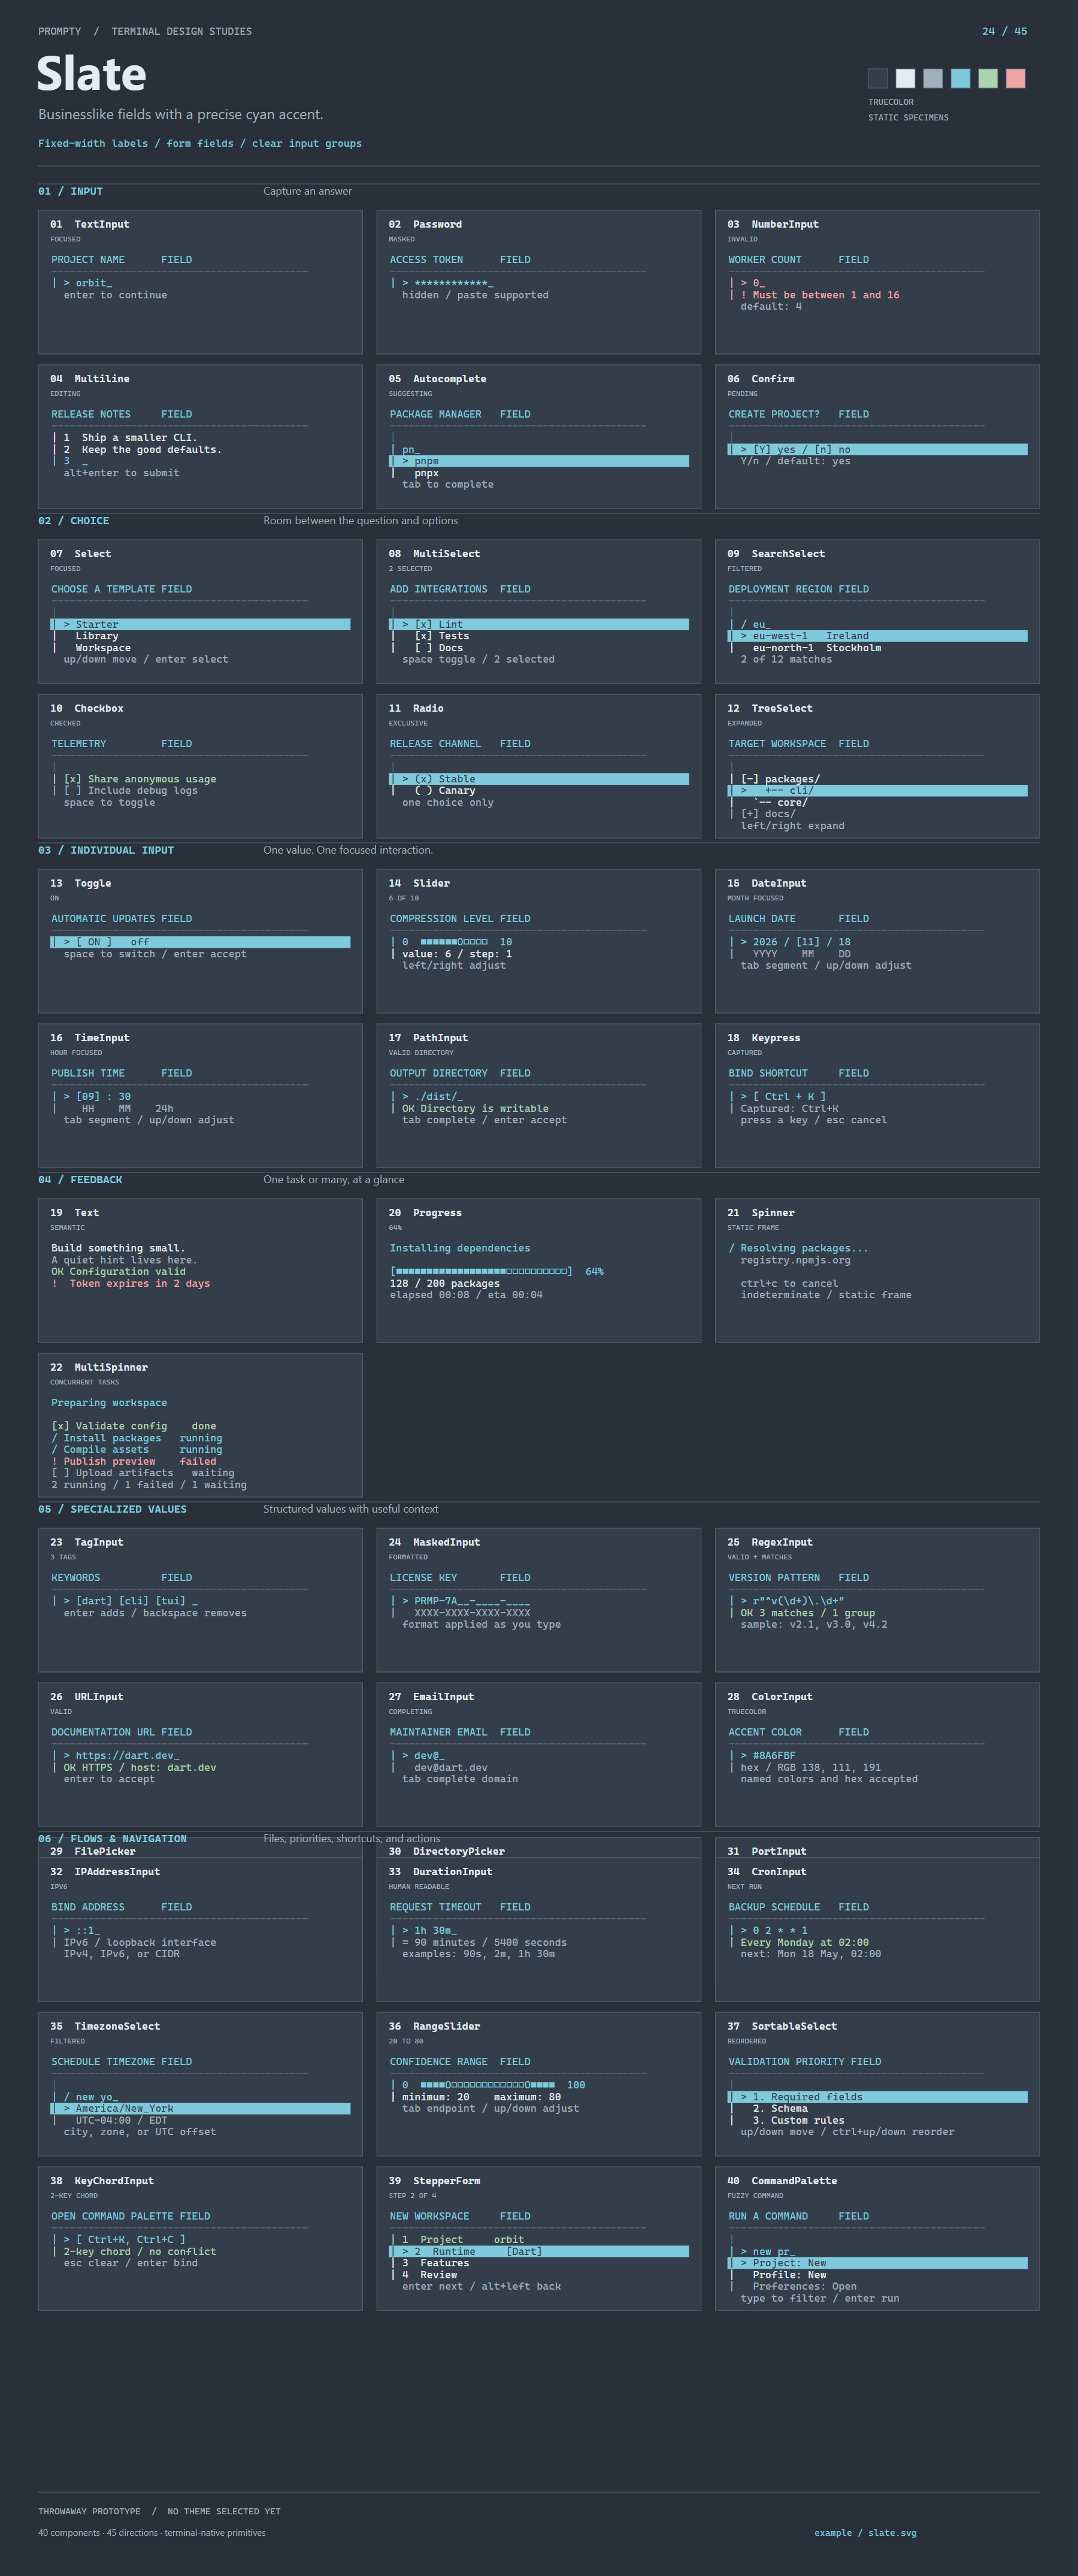 PROMPTY / TERMINAL DESIGN STUDIES
24 / 45
Slate
Businesslike fields with a precise cyan accent.
TRUECOLOR
STATIC SPECIMENS
Fixed-width labels / form fields / clear input groups
01 / INPUT Capture an answer
01 TextInput
FOCUSED
PROJECT NAME FIELD
| > orbit_
enter to continue
02 Password
MASKED
ACCESS TOKEN FIELD
| > ************_
hidden / paste supported
03 NumberInput
INVALID
WORKER COUNT FIELD
| > 0_
| ! Must be between 1 and 16
default: 4
04 Multiline
EDITING
RELEASE NOTES FIELD
| 1 Ship a smaller CLI.
| 2 Keep the good defaults.
| 3 _
alt+enter to submit
05 Autocomplete
SUGGESTING
PACKAGE MANAGER FIELD
|
| pn_
| > pnpm
| pnpx
tab to complete
06 Confirm
PENDING
CREATE PROJECT? FIELD
|
| > [Y] yes / [n] no
Y/n / default: yes
02 / CHOICE Room between the question and options
07 Select
FOCUSED
CHOOSE A TEMPLATE FIELD
|
| > Starter
| Library
| Workspace
up/down move / enter select
08 MultiSelect
2 SELECTED
ADD INTEGRATIONS FIELD
|
| > [x] Lint
| [x] Tests
| [ ] Docs
space toggle / 2 selected
09 SearchSelect
FILTERED
DEPLOYMENT REGION FIELD
|
| / eu_
| > eu-west-1 Ireland
| eu-north-1 Stockholm
2 of 12 matches
10 Checkbox
CHECKED
TELEMETRY FIELD
|
| [x] Share anonymous usage
| [ ] Include debug logs
space to toggle
11 Radio
EXCLUSIVE
RELEASE CHANNEL FIELD
|
| > (x) Stable
| ( ) Canary
one choice only
12 TreeSelect
EXPANDED
TARGET WORKSPACE FIELD
|
| [-] packages/
| > +-- cli/
| `-- core/
| [+] docs/
left/right expand
03 / INDIVIDUAL INPUT One value. One focused interaction.
13 Toggle
ON
AUTOMATIC UPDATES FIELD
| > [ ON ] off
space to switch / enter accept
14 Slider
6 OF 10
COMPRESSION LEVEL FIELD
| 0 ■■■■■■O□□□□ 10
| value: 6 / step: 1
left/right adjust
15 DateInput
MONTH FOCUSED
LAUNCH DATE FIELD
| > 2026 / [11] / 18
| YYYY MM DD
tab segment / up/down adjust
16 TimeInput
HOUR FOCUSED
PUBLISH TIME FIELD
| > [09] : 30
| HH MM 24h
tab segment / up/down adjust
17 PathInput
VALID DIRECTORY
OUTPUT DIRECTORY FIELD
| > ./dist/_
| OK Directory is writable
tab complete / enter accept
18 Keypress
CAPTURED
BIND SHORTCUT FIELD
| > [ Ctrl + K ]
| Captured: Ctrl+K
press a key / esc cancel
04 / FEEDBACK One task or many, at a glance
19 Text
SEMANTIC
Build something small.
A quiet hint lives here.
OK Configuration valid
! Token expires in 2 days
20 Progress
64%
Installing dependencies
[■■■■■■■■■■■■■■■■■■□□□□□□□□□□] 64%
128 / 200 packages
elapsed 00:08 / eta 00:04
21 Spinner
STATIC FRAME
/ Resolving packages...
registry.npmjs.org
ctrl+c to cancel
indeterminate / static frame
22 MultiSpinner
CONCURRENT TASKS
Preparing workspace
[x] Validate config done
/ Install packages running
/ Compile assets running
! Publish preview failed
[ ] Upload artifacts waiting
2 running / 1 failed / 1 waiting
05 / SPECIALIZED VALUES Structured values with useful context
23 TagInput
3 TAGS
KEYWORDS FIELD
| > [dart] [cli] [tui] _
enter adds / backspace removes
24 MaskedInput
FORMATTED
LICENSE KEY FIELD
| > PRMP-7A__-____-____
| XXXX-XXXX-XXXX-XXXX
format applied as you type
25 RegexInput
VALID + MATCHES
VERSION PATTERN FIELD
| > r"^v(\d+)\.\d+"
| OK 3 matches / 1 group
sample: v2.1, v3.0, v4.2
26 URLInput
VALID
DOCUMENTATION URL FIELD
| > https://dart.dev_
| OK HTTPS / host: dart.dev
enter to accept
27 EmailInput
COMPLETING
MAINTAINER EMAIL FIELD
| > dev@_
| dev@dart.dev
tab complete domain
28 ColorInput
TRUECOLOR
ACCENT COLOR FIELD
| > #8A6FBF
| hex / RGB 138, 111, 191
named colors and hex accepted
06 / FLOWS & NAVIGATION Files, priorities, shortcuts, and actions
29 FilePicker
30 DirectoryPicker
31 PortInput
32 IPAddressInput
IPV6
BIND ADDRESS FIELD
| > ::1_
| IPv6 / loopback interface
IPv4, IPv6, or CIDR
33 DurationInput
HUMAN READABLE
REQUEST TIMEOUT FIELD
| > 1h 30m_
| = 90 minutes / 5400 seconds
examples: 90s, 2m, 1h 30m
34 CronInput
NEXT RUN
BACKUP SCHEDULE FIELD
| > 0 2 * * 1
| Every Monday at 02:00
next: Mon 18 May, 02:00
35 TimezoneSelect
FILTERED
SCHEDULE TIMEZONE FIELD
|
| / new yo_
| > America/New_York
| UTC-04:00 / EDT
city, zone, or UTC offset
36 RangeSlider
20 TO 80
CONFIDENCE RANGE FIELD
| 0 ■■■■O□□□□□□□□□□□□O■■■■ 100
| minimum: 20 maximum: 80
tab endpoint / up/down adjust
37 SortableSelect
REORDERED
VALIDATION PRIORITY FIELD
|
| > 1. Required fields
| 2. Schema
| 3. Custom rules
up/down move / ctrl+up/down reorder
38 KeyChordInput
2-KEY CHORD
OPEN COMMAND PALETTE FIELD
| > [ Ctrl+K, Ctrl+C ]
| 2-key chord / no conflict
esc clear / enter bind
39 StepperForm
STEP 2 OF 4
NEW WORKSPACE FIELD
| 1 Project orbit
| > 2 Runtime [Dart]
| 3 Features
| 4 Review
enter next / alt+left back
40 CommandPalette
FUZZY COMMAND
RUN A COMMAND FIELD
|
| > new pr_
| > Project: New
| Profile: New
| Preferences: Open
type to filter / enter run
THROWAWAY PROTOTYPE / NO THEME SELECTED YET
40 components · 45 directions · terminal-native primitives
example / slate.svg